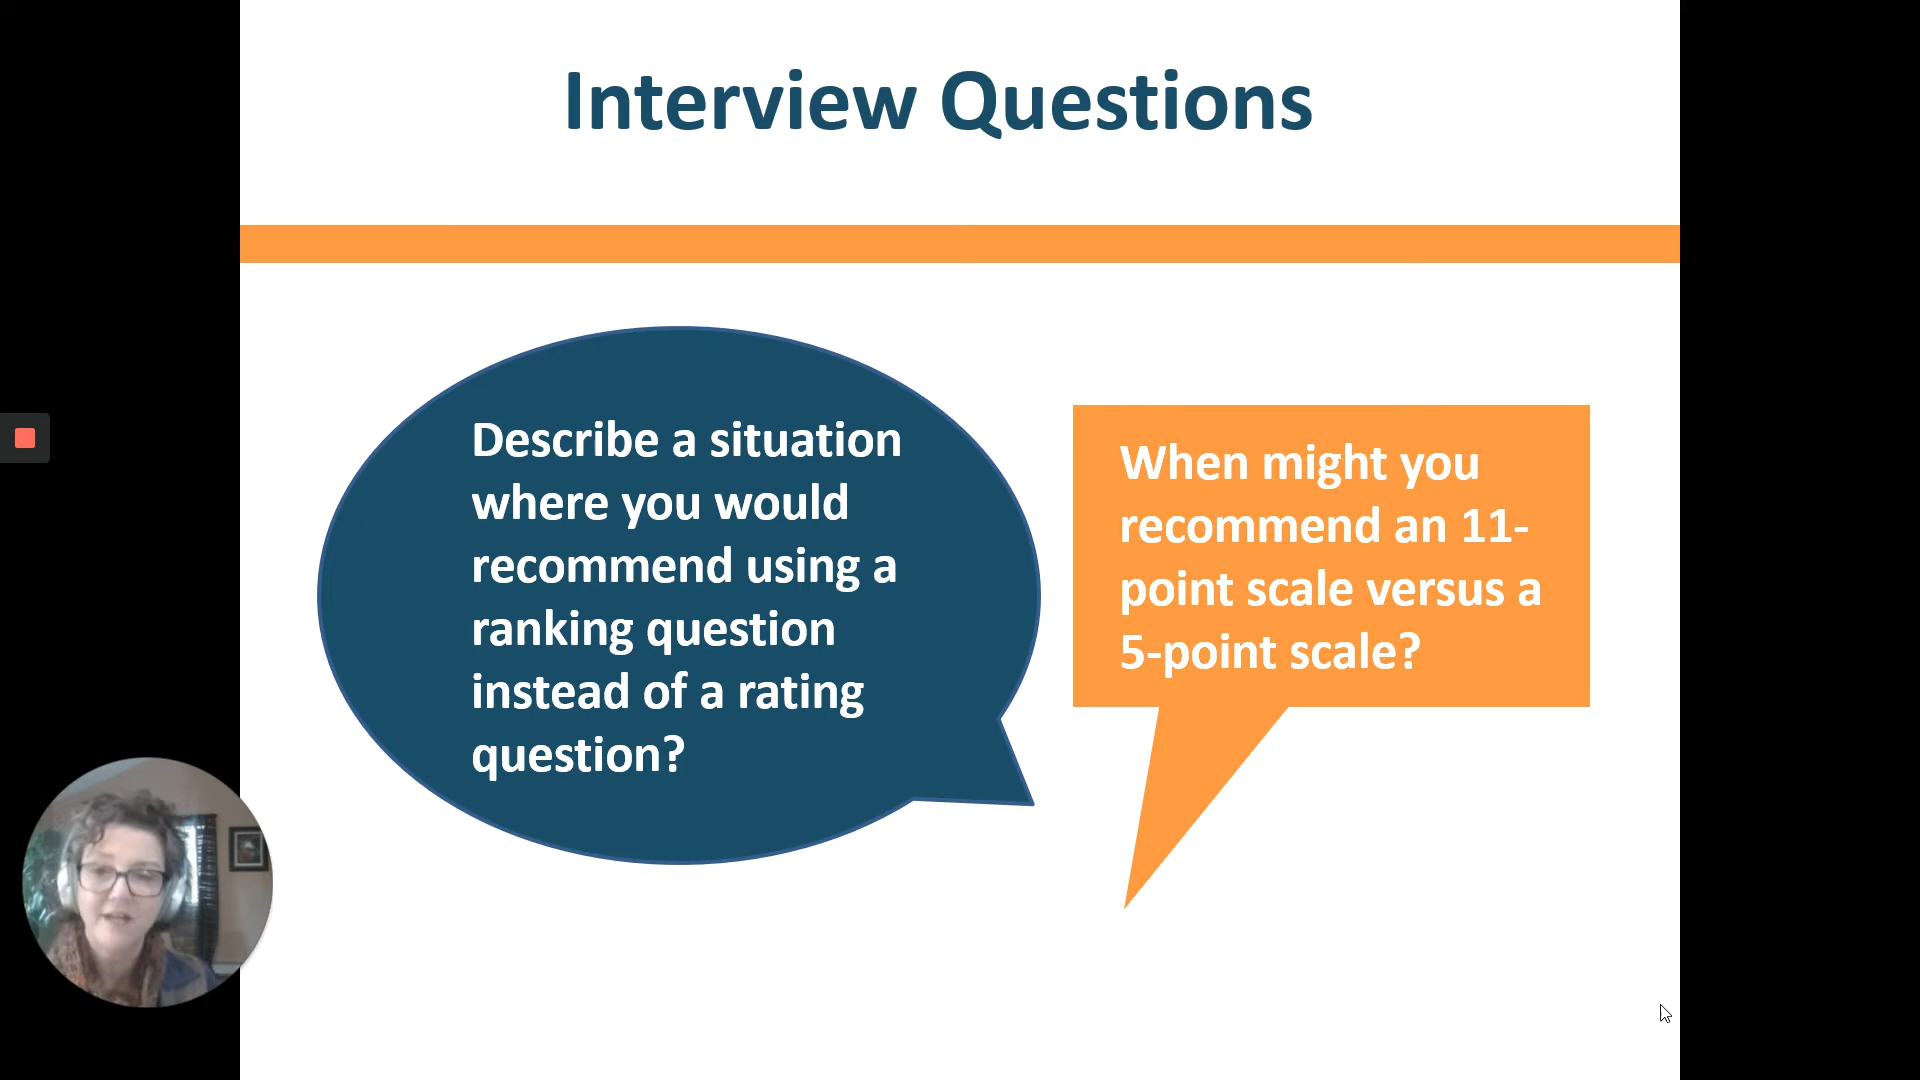 Interview Questions
Describe a situation
where you would
recommend using a
ranking question
instead of a rating
question?
When might you
recommend an 11-
point scale versus a
5-point scale?